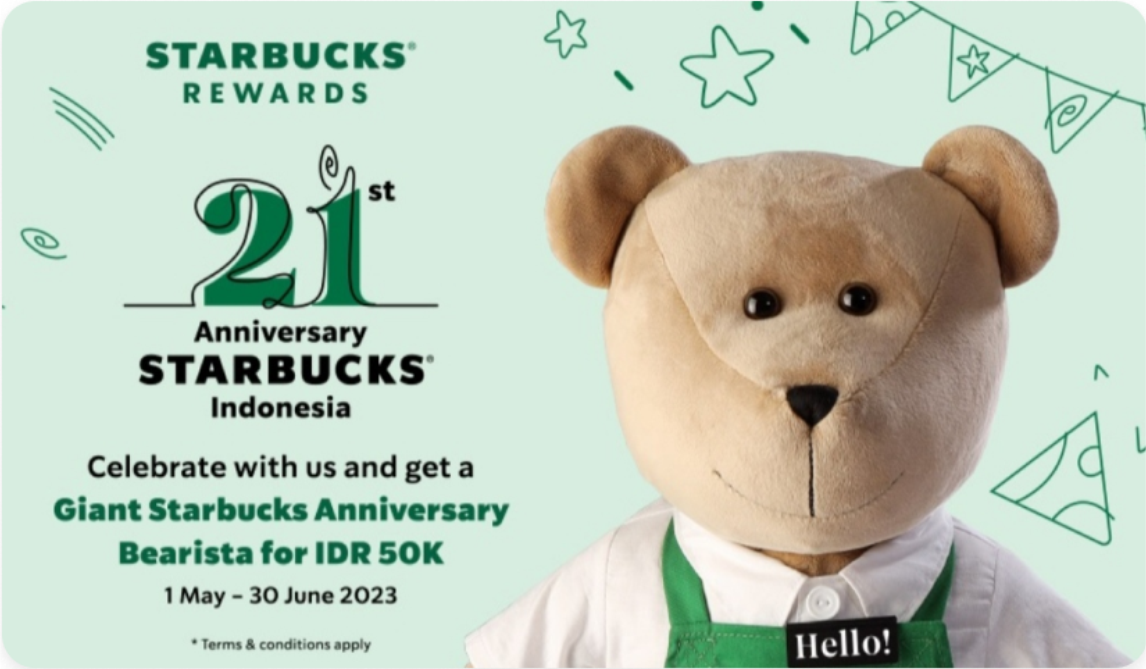 STARBUCKS®
REWARDS
21st
Anniversary
STARBUCKS®
Indonesia
Celebrate with us and get a
Giant Starbucks Anniversary
Bearista for IDR 50K
1 May – 30 June 2023
* Terms & conditions apply
Hello!